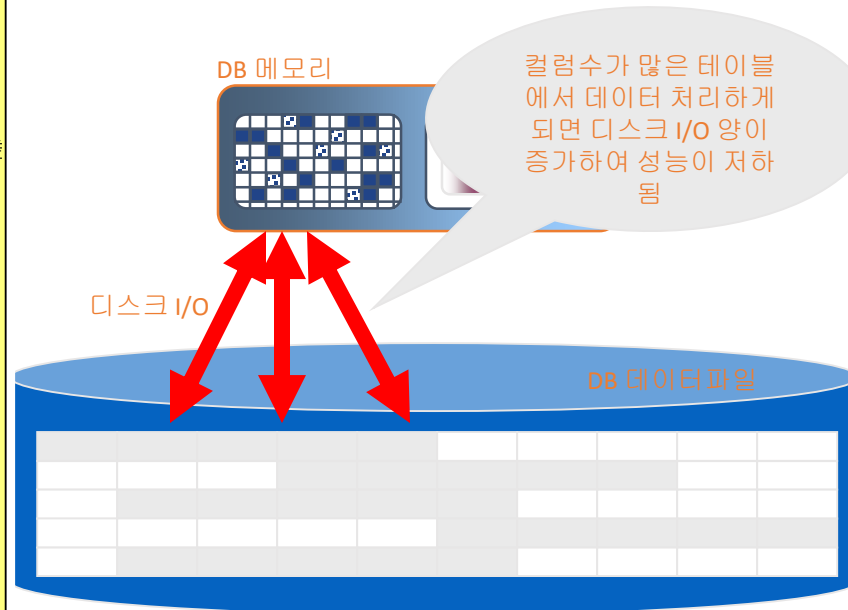 DB 메모리
컬럼수가 많은 테이블
에서 데이터 처리하게
되면 디스크 I/O 양이
증가하여 성능이 저하
됨
디스크 I/O
DB 데이터파일